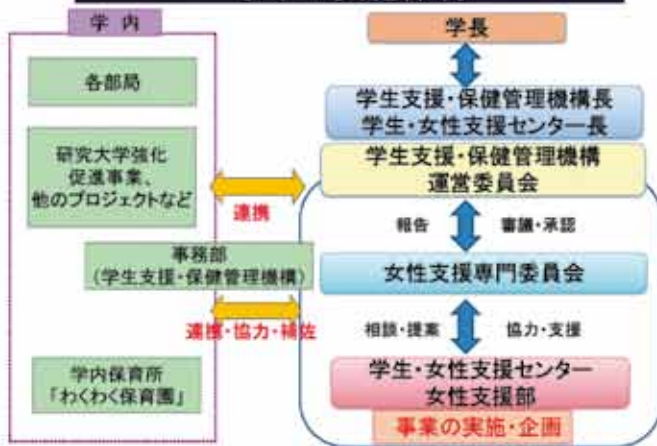 学 内
各部局
研究大学強化
促進事業、
他のプロジェクトなど
事務部
(学生支援・保健管理機構)
学内保育所
「わくわく保育園」
連携
連携・協力・補佐
学長
学生支援・保健管理機構長
学生・女性支援センター長
学生支援・保健管理機構
運営委員会
報告
審議・承認
女性支援専門委員会
相談・提案
協力・支援
学生・女性支援センター
女性支援部
事業の実施・企画